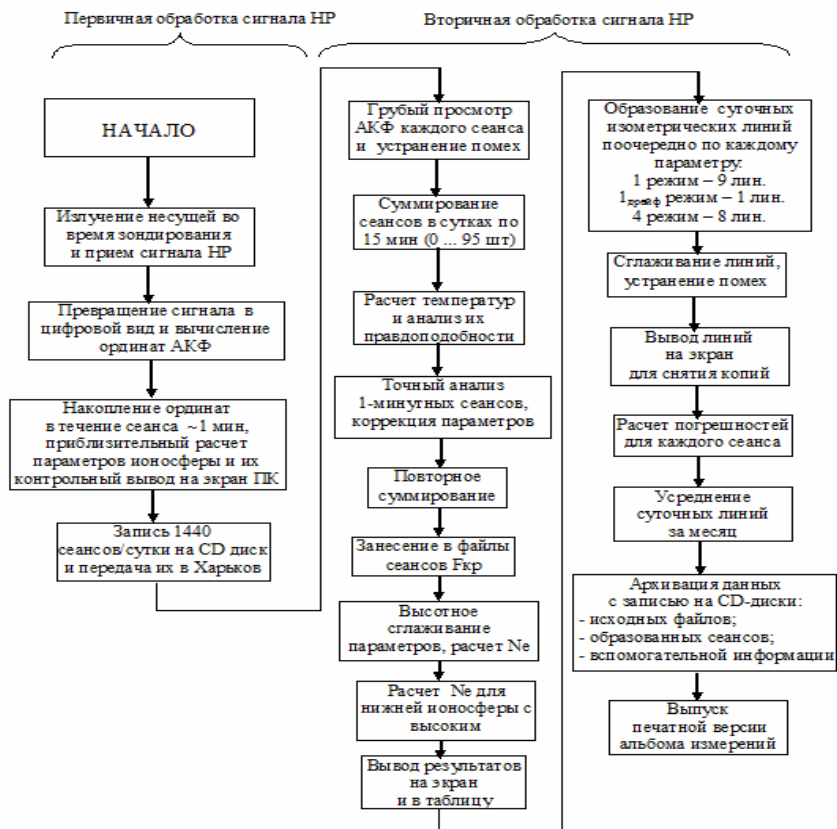 Первичная обработка сигнала НР
Вторичная обработка сигнала НР
НАЧАЛО
Излучение несущей во
время зондирования
и прием сигнала НР
Превращение сигнала в
цифровой вид и вычисление
ординат АКФ
Накопление ординат
в течение сеанса ~1 мин,
приблизительный расчет
параметров ионосферы и их
контрольный вывод на экран ПК
Запись 1440
сеансов/сутки на CD диск
и передача их в Харьков
Грубый просмотр
АКФ каждого сеанса
и устранение помех
Суммирование
сеансов в сутках по
15 мин (0 ... 95 шт)
Расчет температур
и анализ их
правдоподобности
Точный анализ
1-минутных сеансов,
коррекция параметров
Повторное
суммирование
Занесение в файлы
сеансов Fкр
Высотное
сглаживание
параметров, расчет Ne
Расчет Ne для
нижней ионосферы с
высоким
Вывод результатов
на экран
и в таблицу
Образование суточных
изометрических линий
поочередно по каждому
параметру:
1 режим – 9 лин.
1дрейф режим – 1 лин.
4 режим – 8 лин.
Сглаживание линий,
устранение помех
Вывод линий
на экран
для снятия копий
Расчет погрешностей
для каждого сеанса
Усреднение
суточных линий
за месяц
Архивация данных
с записью на CD-диски:
- исходных файлов;
- образованных сеансов;
- вспомогательной информации
Выпуск
печатной версии
альбома измерений